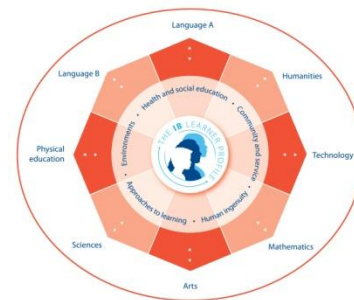 Language A
Humanities
Technology
Mathematics
Arts
Sciences
Physical
education
Language B
Health and social education
•
Community and service
•
Human ingenuity
•
Approaches to learning
•
Environments
•
THE IB LEARNER PROFILE